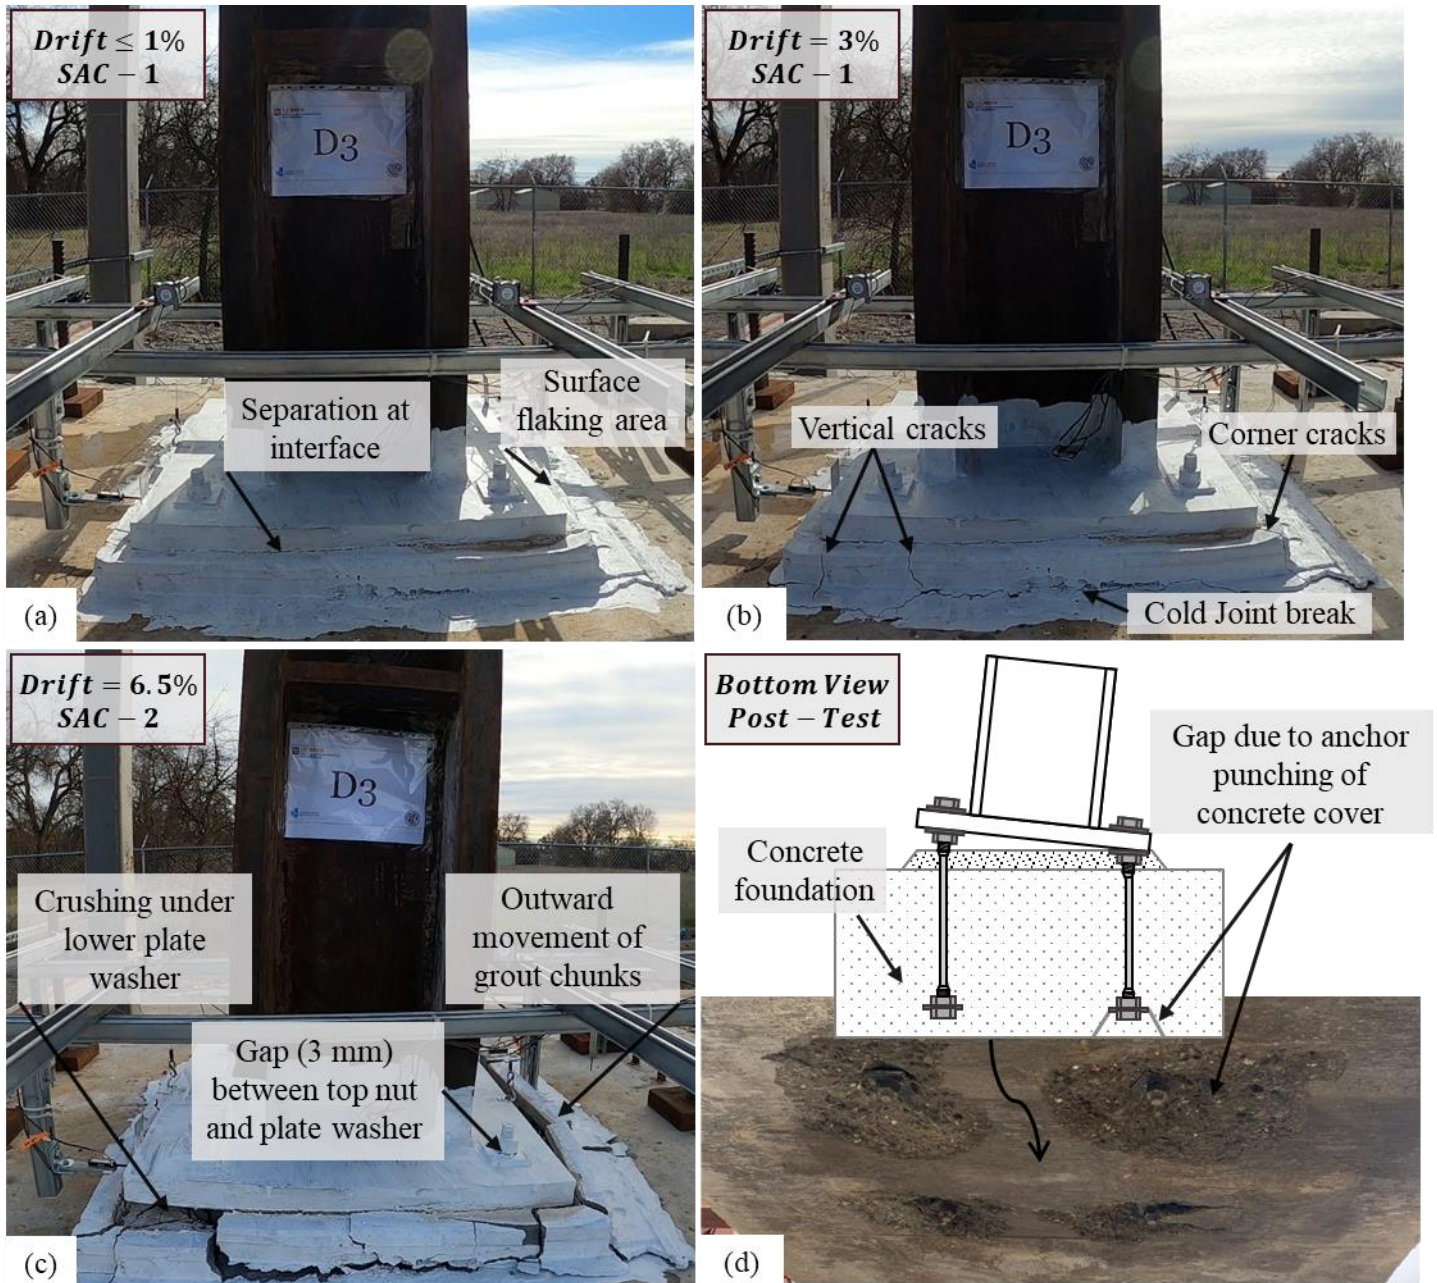 Drift ≤ 1%
SAC − 1
D3
Separation at
interface
Surface
flaking area
(a)
Drift = 3%
SAC − 1
D3
Vertical cracks
Corner cracks
Cold Joint break
(b)
Drift = 6.5%
SAC − 2
D3
Crushing under
lower plate
washer
Outward
movement of
grout chunks
Gap (3 mm)
between top nut
and plate washer
(c)
Bottom View
Post − Test
Gap due to anchor
punching of
concrete cover
Concrete
foundation
(d)